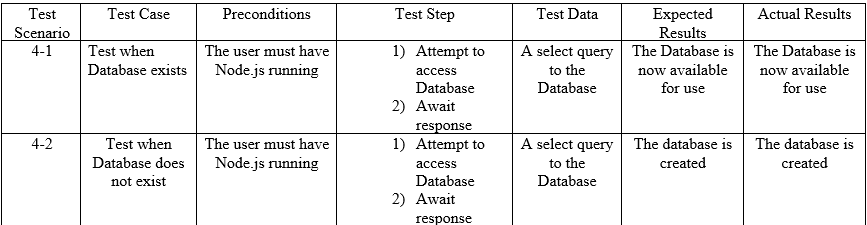 Test Scenario | Test Case | Preconditions | Test Step | Test Data | Expected Results | Actual Results
4-1 | Test when Database exists | The user must have Node.js running | 1) Attempt to access Database 2) Await response | A select query to the Database | The Database is now available for use | The Database is now available for use
4-2 | Test when Database does not exist | The user must have Node.js running | 1) Attempt to access Database 2) Await response | A select query to the Database | The database is created | The database is created